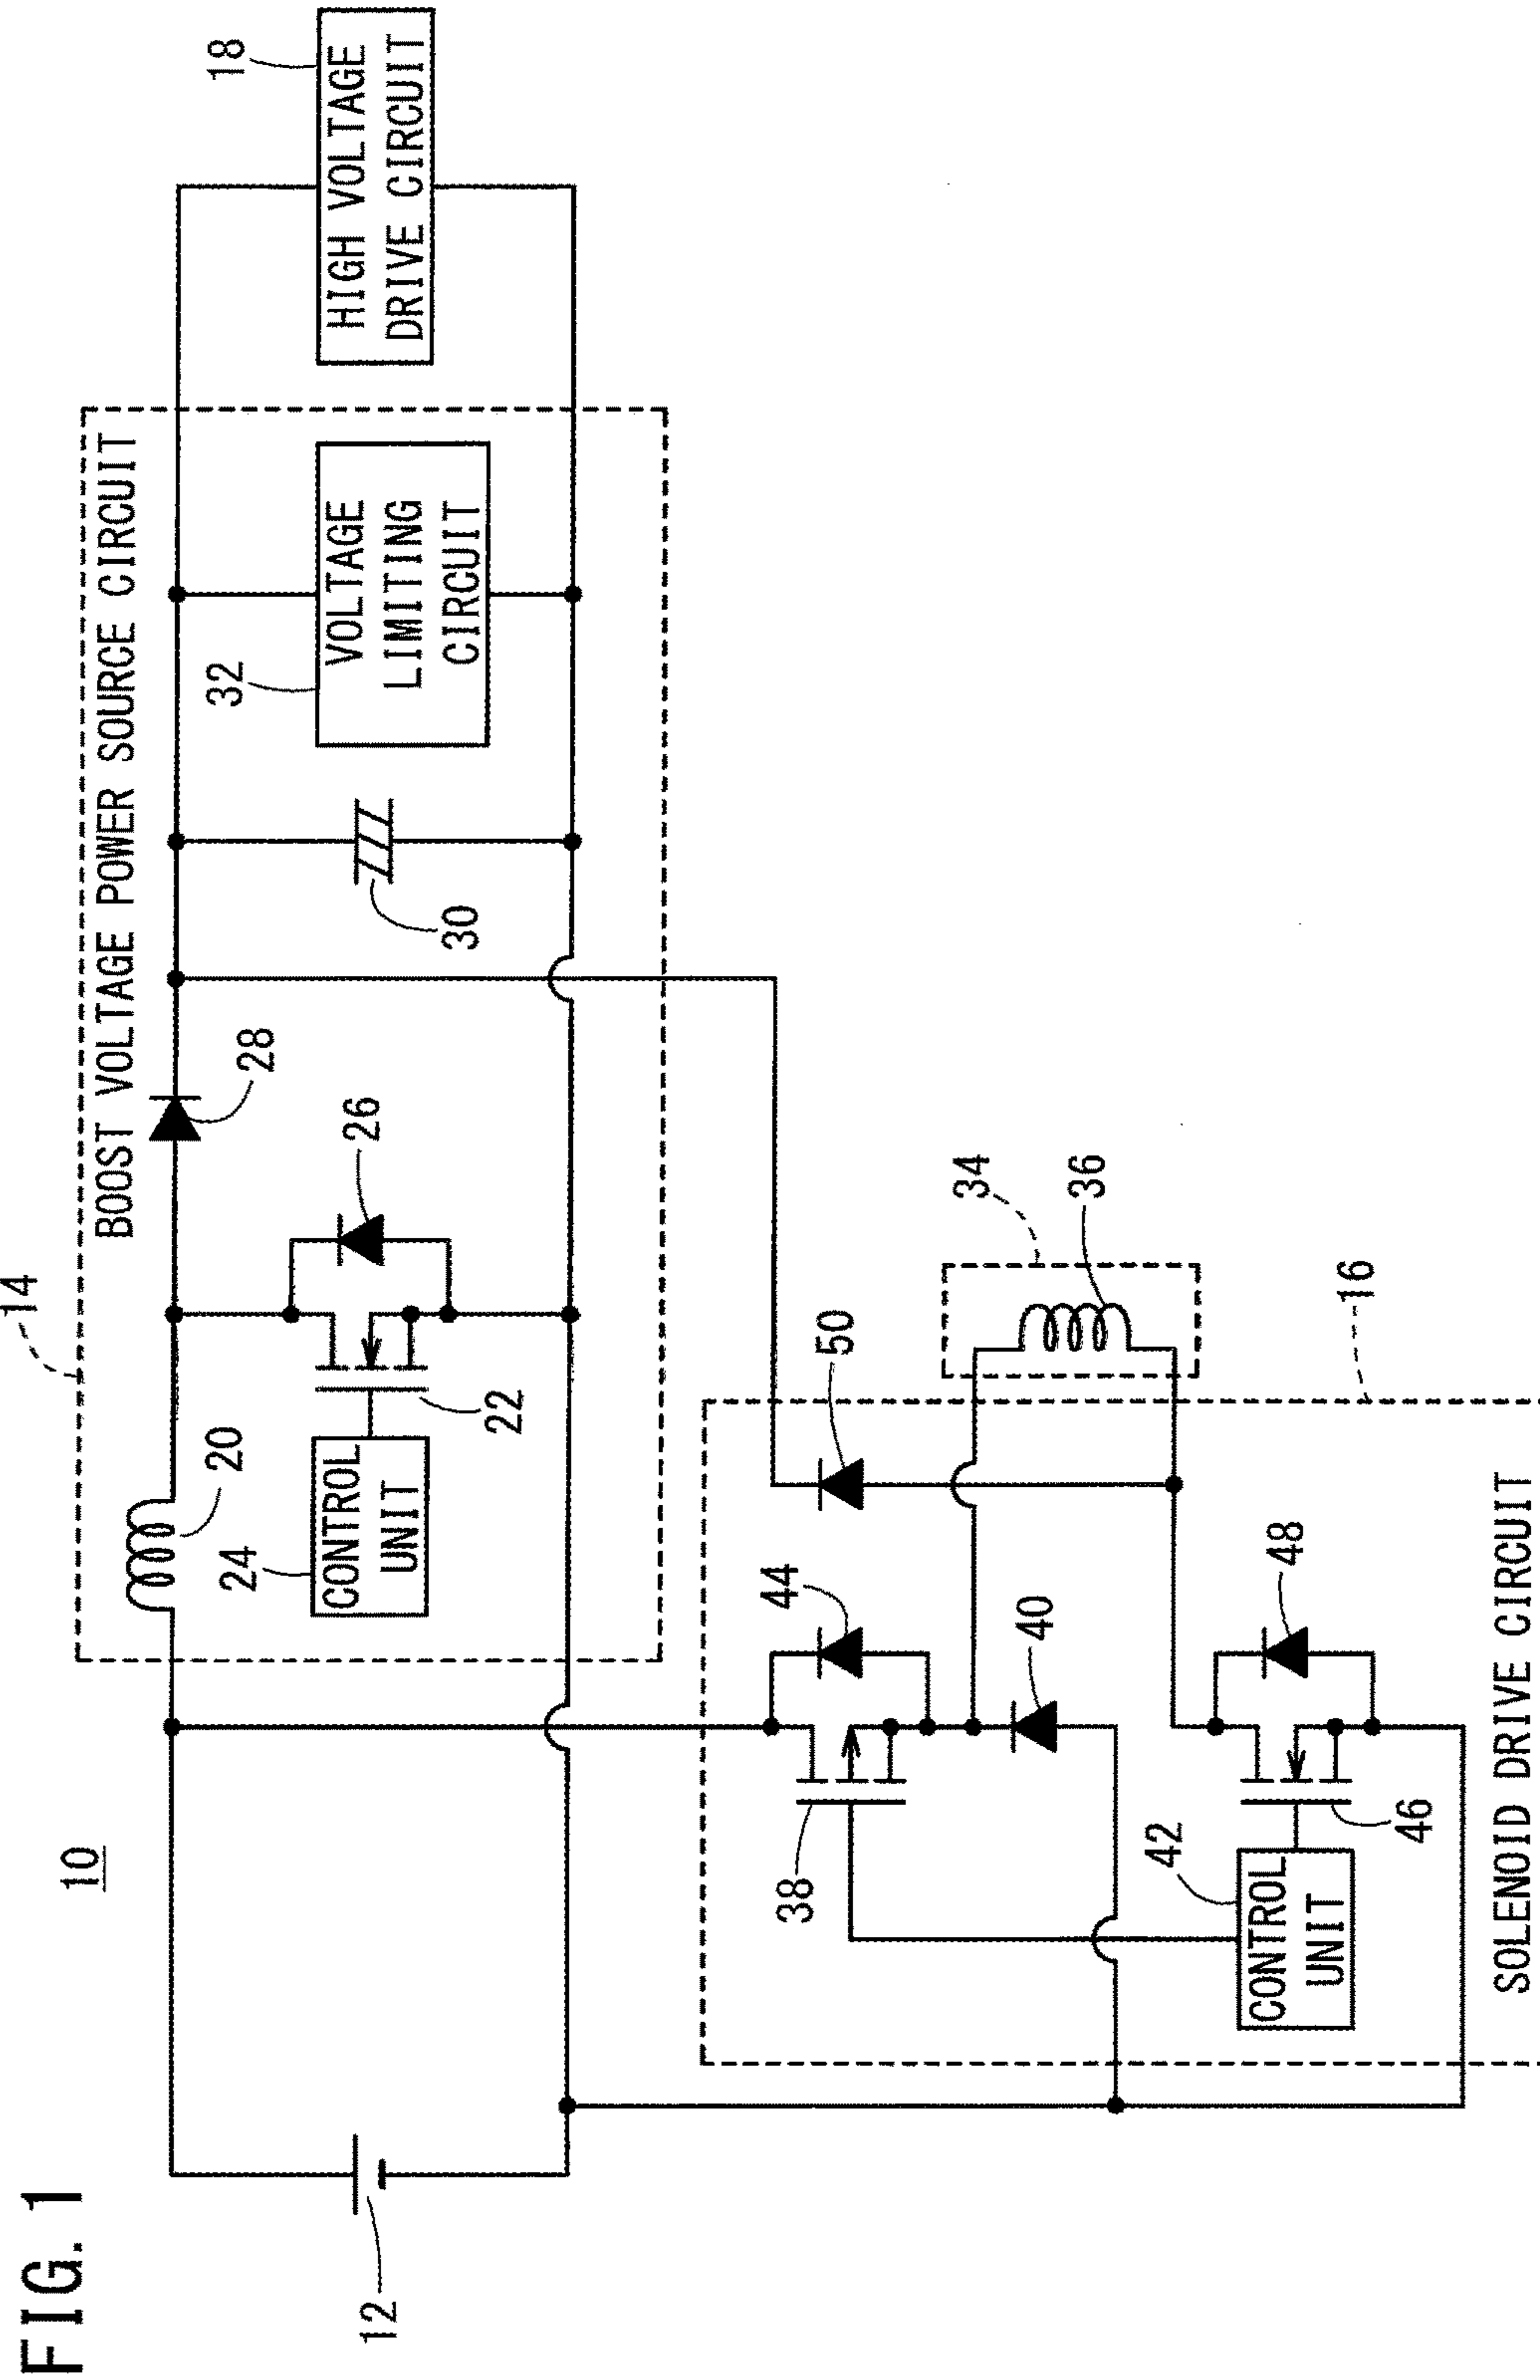 FIG. 1
10
14
BOOST VOLTAGE POWER SOURCE CIRCUIT
20
28
18
HIGH VOLTAGE
DRIVE CIRCUIT
24
CONTROL
UNIT
22
26
30
32
VOLTAGE
LIMITING
CIRCUIT
12
38
44
50
34
36
40
42
CONTROL
UNIT
46
48
16
SOLENOID DRIVE CIRCUIT